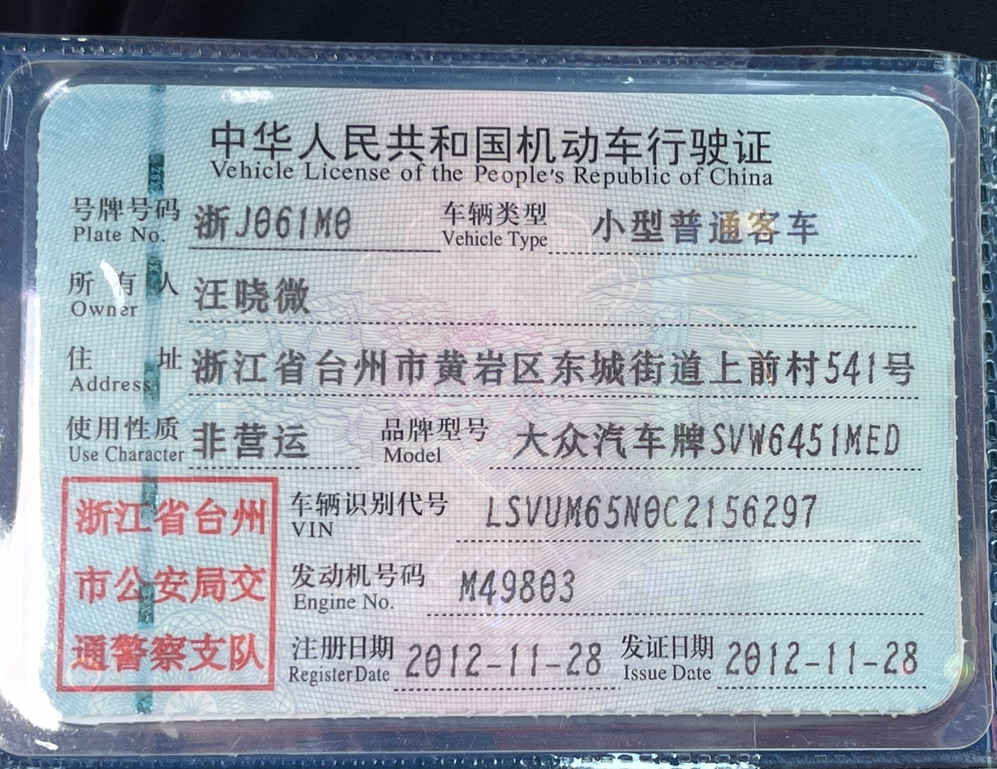 中华人民共和国机动车行驶证
Vehicle License of the People's Republic of China
号牌号码 浙J061M0 车辆类型 小型普通客车
Plate No. Vehicle Type
所有人 汪晓微
Owner
住址 浙江省台州市黄岩区东城街道上前村541号
Address
使用性质 非营运 品牌型号 大众汽车牌SVW6451MED
Use Character Model
浙江省台州
市公安局交
通警察支队
车辆识别代号 LSVUM65N0C2156297
VIN
发动机号码 M49803
Engine No.
注册日期 2012-11-28 发证日期 2012-11-28
Register Date Issue Date